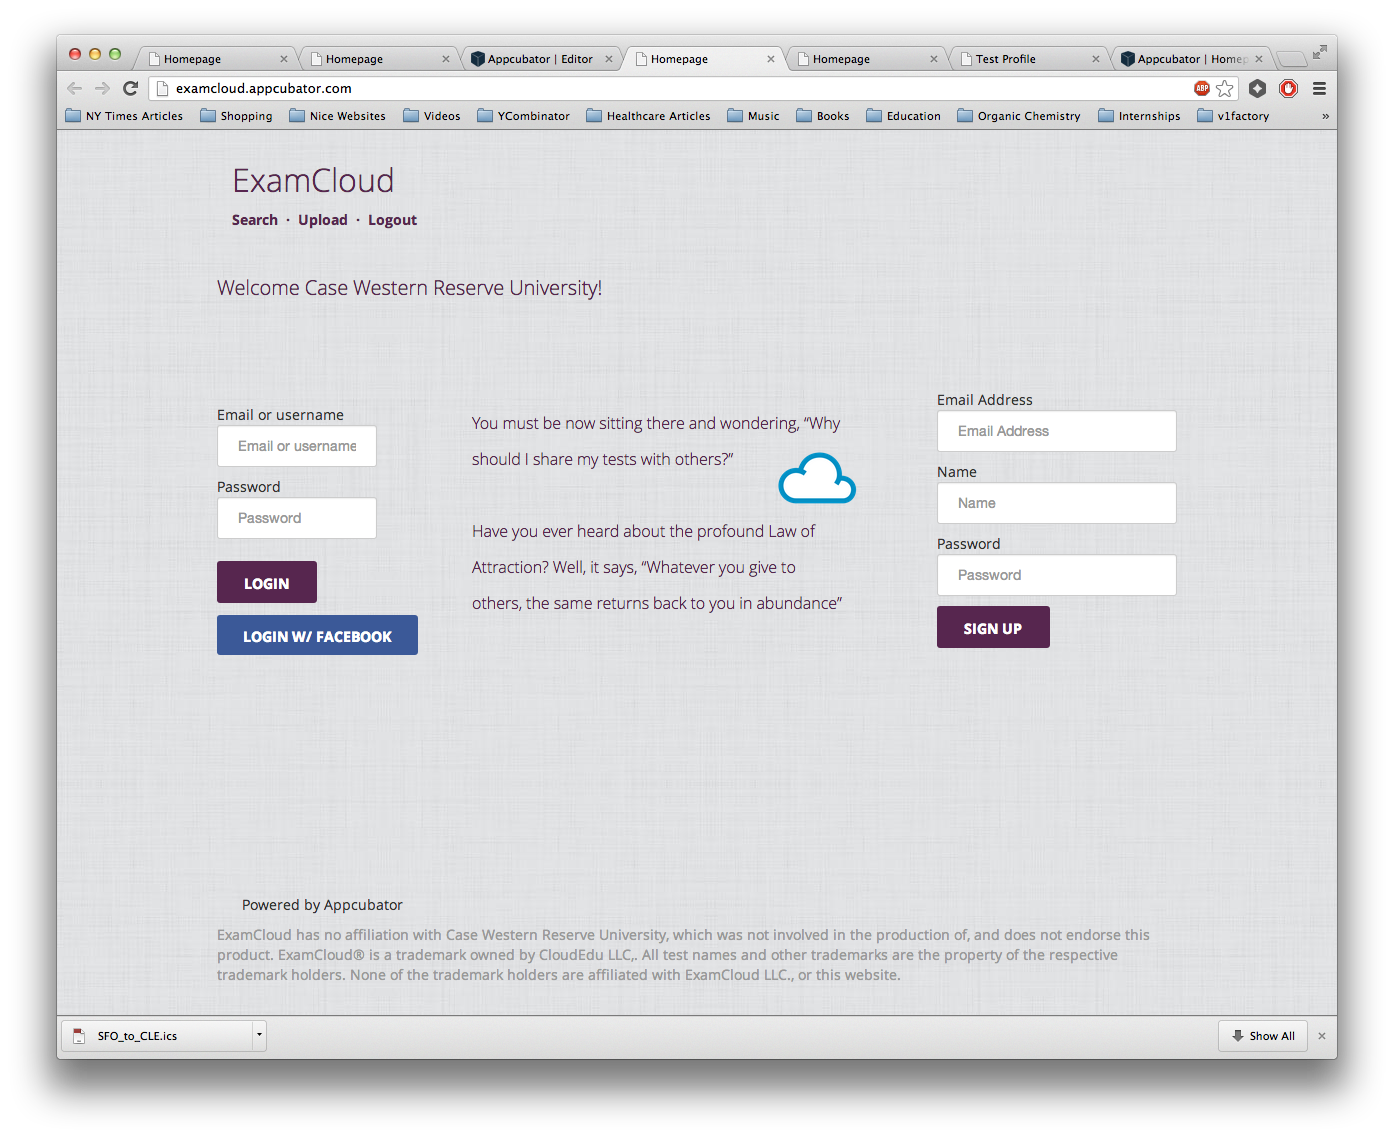 Homepage
Homepage
Appcubator | Editor
Homepage
Homepage
Test Profile
Appcubator | Homep
examcloud.appcubator.com
ABP
NY Times Articles
Shopping
Nice Websites
Videos
YCombinator
Healthcare Articles
Music
Books
Education
Organic Chemistry
Internships
v1factory
»
ExamCloud
Search · Upload · Logout
Welcome Case Western Reserve University!
Email or username
Email or username
Password
Password
LOGIN
LOGIN W/ FACEBOOK
You must be now sitting there and wondering, “Why
should I share my tests with others?”
Have you ever heard about the profound Law of
Attraction? Well, it says, “Whatever you give to
others, the same returns back to you in abundance”
Email Address
Email Address
Name
Name
Password
Password
SIGN UP
Powered by Appcubator
ExamCloud has no affiliation with Case Western Reserve University, which was not involved in the production of, and does not endorse this
product. ExamCloud® is a trademark owned by CloudEdu LLC,. All test names and other trademarks are the property of the respective
trademark holders. None of the trademark holders are affiliated with ExamCloud LLC., or this website.
SFO_to_CLE.ics
Show All